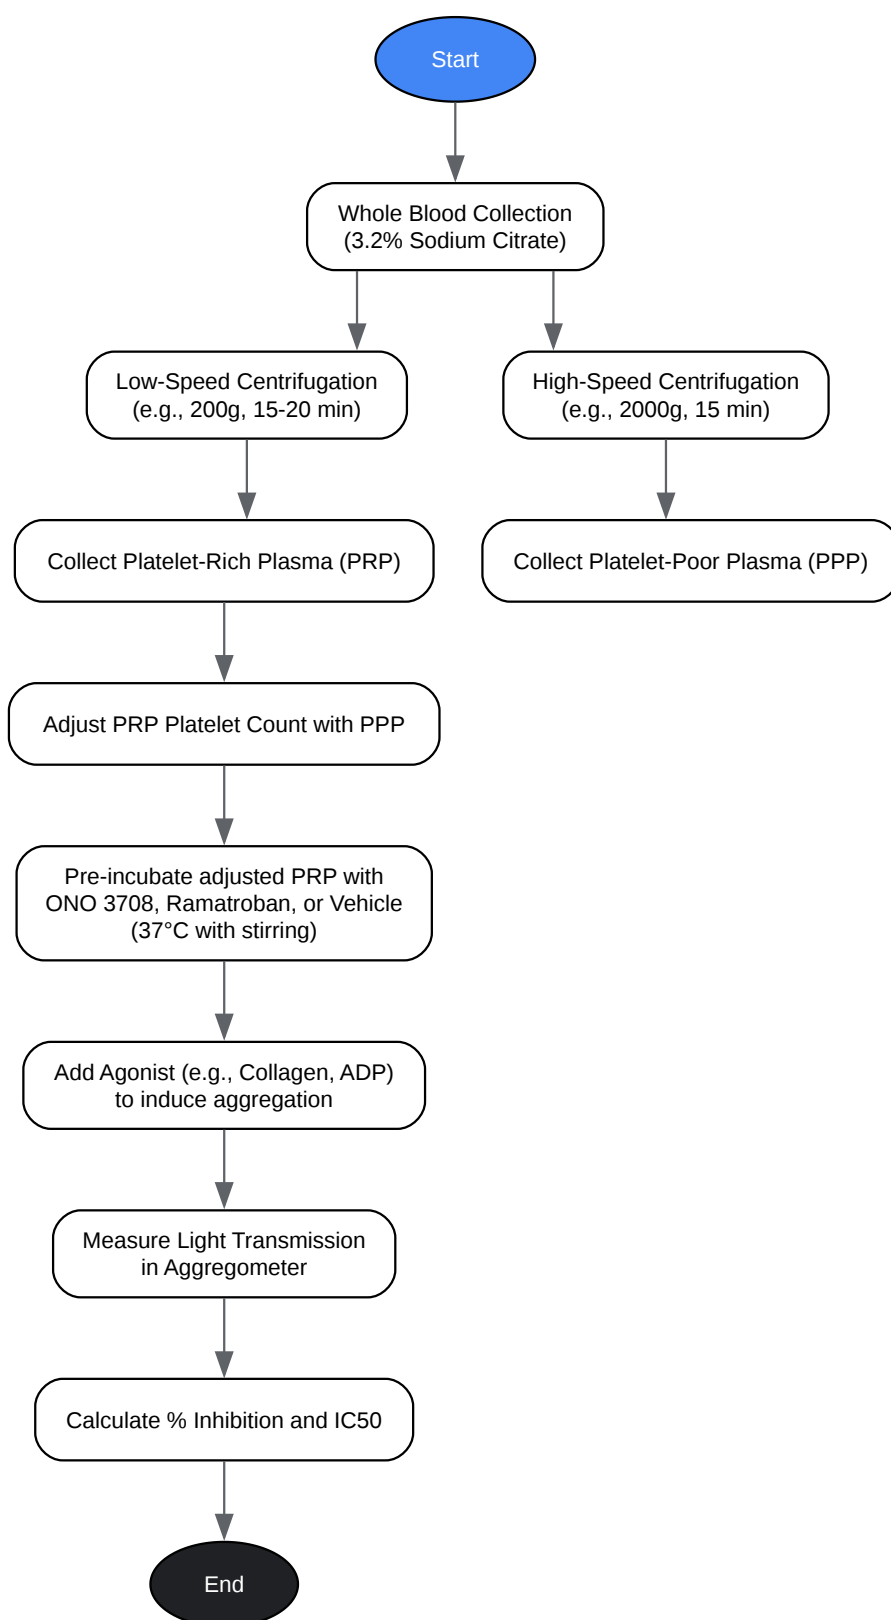 Start
Whole Blood Collection
(3.2% Sodium Citrate)
Low-Speed Centrifugation
(e.g., 200g, 15-20 min)
High-Speed Centrifugation
(e.g., 2000g, 15 min)
Collect Platelet-Rich Plasma (PRP)
Collect Platelet-Poor Plasma (PPP)
Adjust PRP Platelet Count with PPP
Pre-incubate adjusted PRP with
ONO 3708, Ramatroban, or Vehicle
(37°C with stirring)
Add Agonist (e.g., Collagen, ADP)
to induce aggregation
Measure Light Transmission
in Aggregometer
Calculate % Inhibition and IC50
End